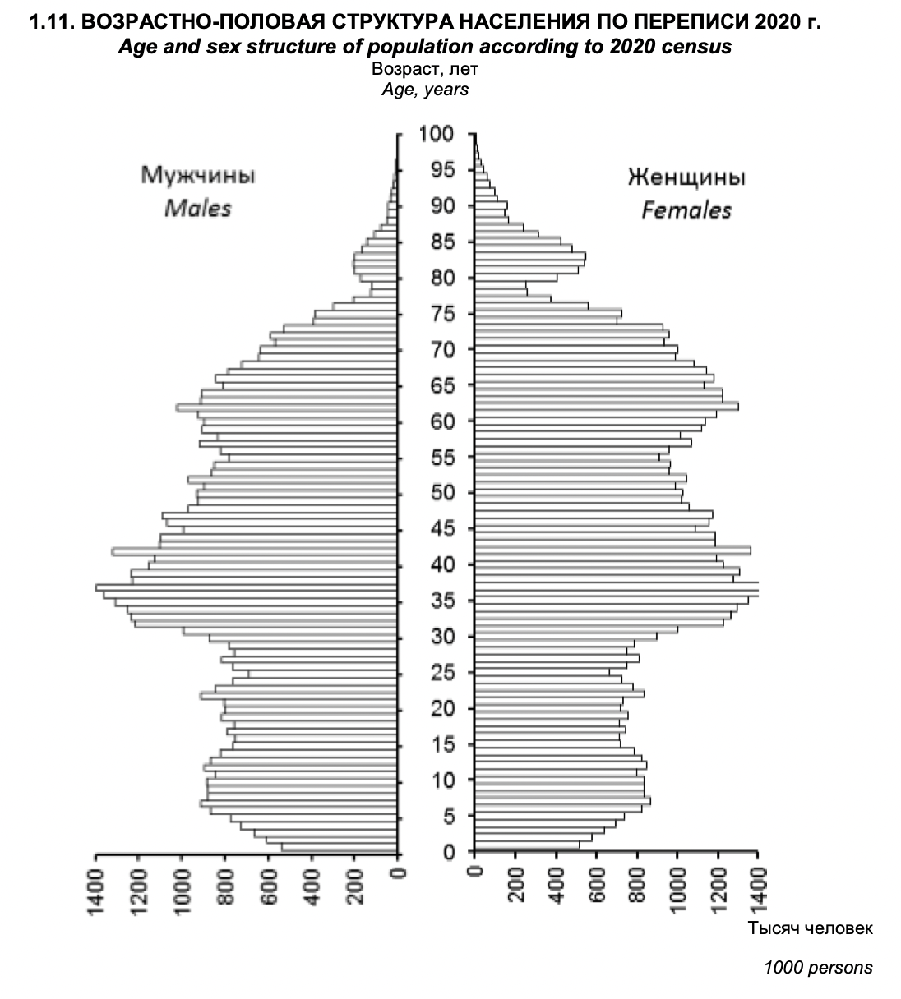 1.11. ВОЗРАСТНО-ПОЛОВАЯ СТРУКТУРА НАСЕЛЕНИЯ ПО ПЕРЕПИСИ 2020 г.
Age and sex structure of population according to 2020 census
Возраст, лет
Age, years
Мужчины
Males
Женщины
Females
100
95
90
85
80
75
70
65
60
55
50
45
40
35
30
25
20
15
10
5
0
1400 1200 1000 800 600 400 200 0
0 200 400 600 800 1000 1200 1400
Тысяч человек
1000 persons